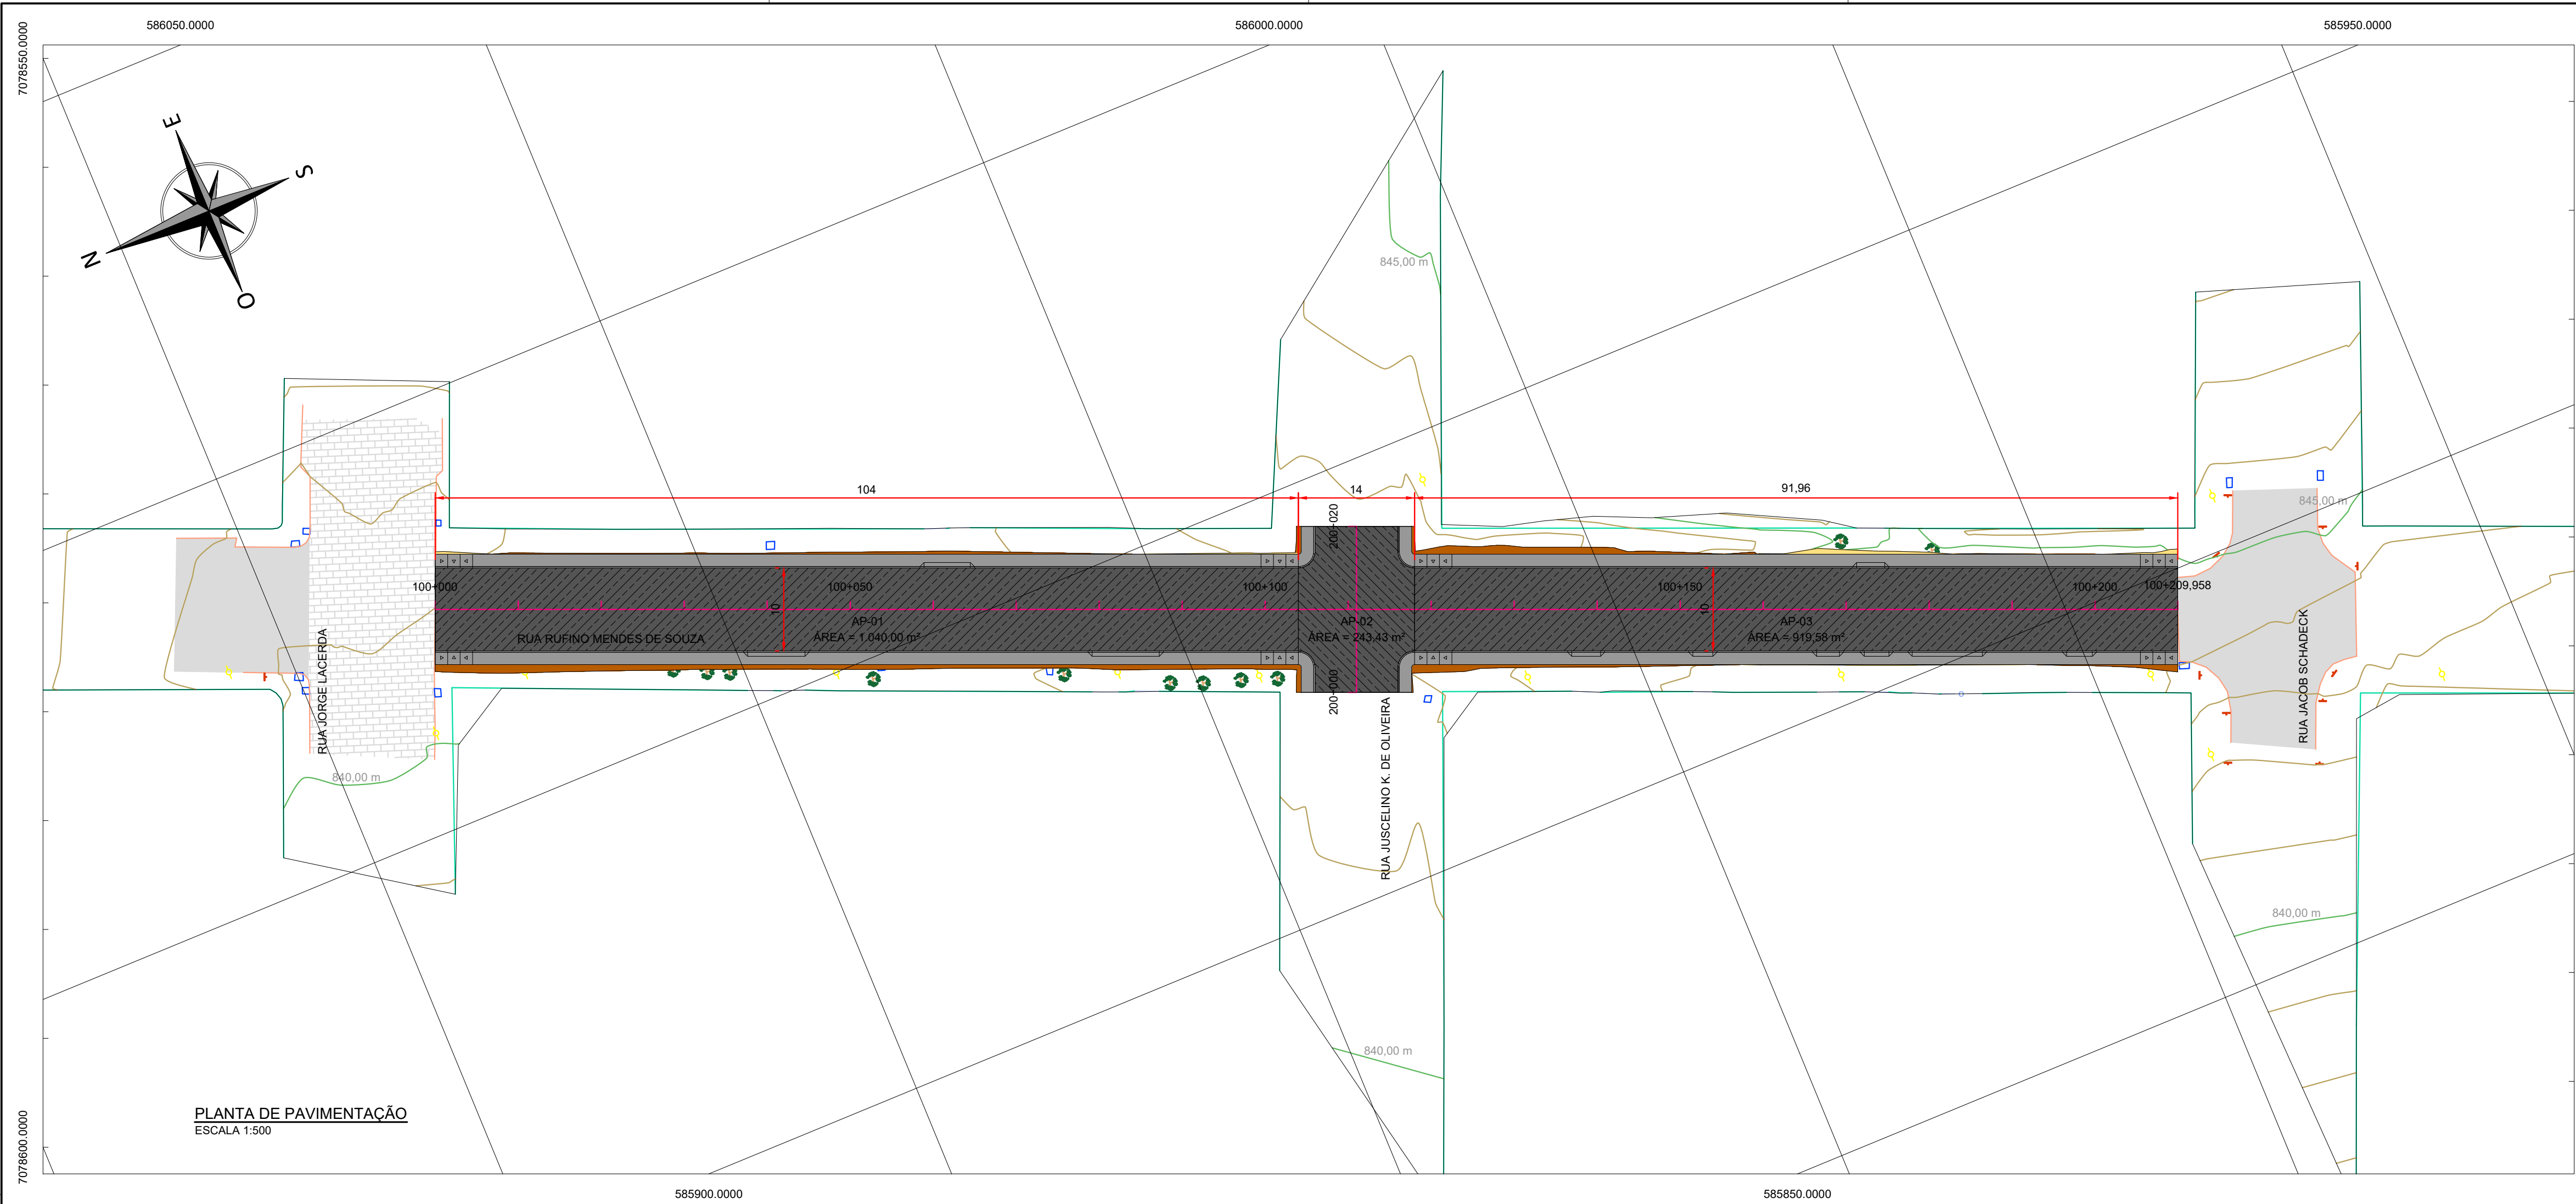 586050.0000
586000.0000
585950.0000
7078550.0000
E
S
N
O
845,00 m
104
14
91,96
845,00 m
200+020
100+000
100+050
100+100
100+150
100+200
100+209,958
10
10
AP-01
ÁREA = 1.040,00 m²
AP-02
ÁREA = 243,43 m²
AP-03
ÁREA = 919,58 m²
RUA RUFINO MENDES DE SOUZA
RUA JORGE LACERDA
200+000
RUA JUSCELINO K. DE OLIVEIRA
RUA JACOB SCHADECK
840,00 m
840,00 m
840,00 m
PLANTA DE PAVIMENTAÇÃO
ESCALA 1:500
7078600.0000
585900.0000
585850.0000